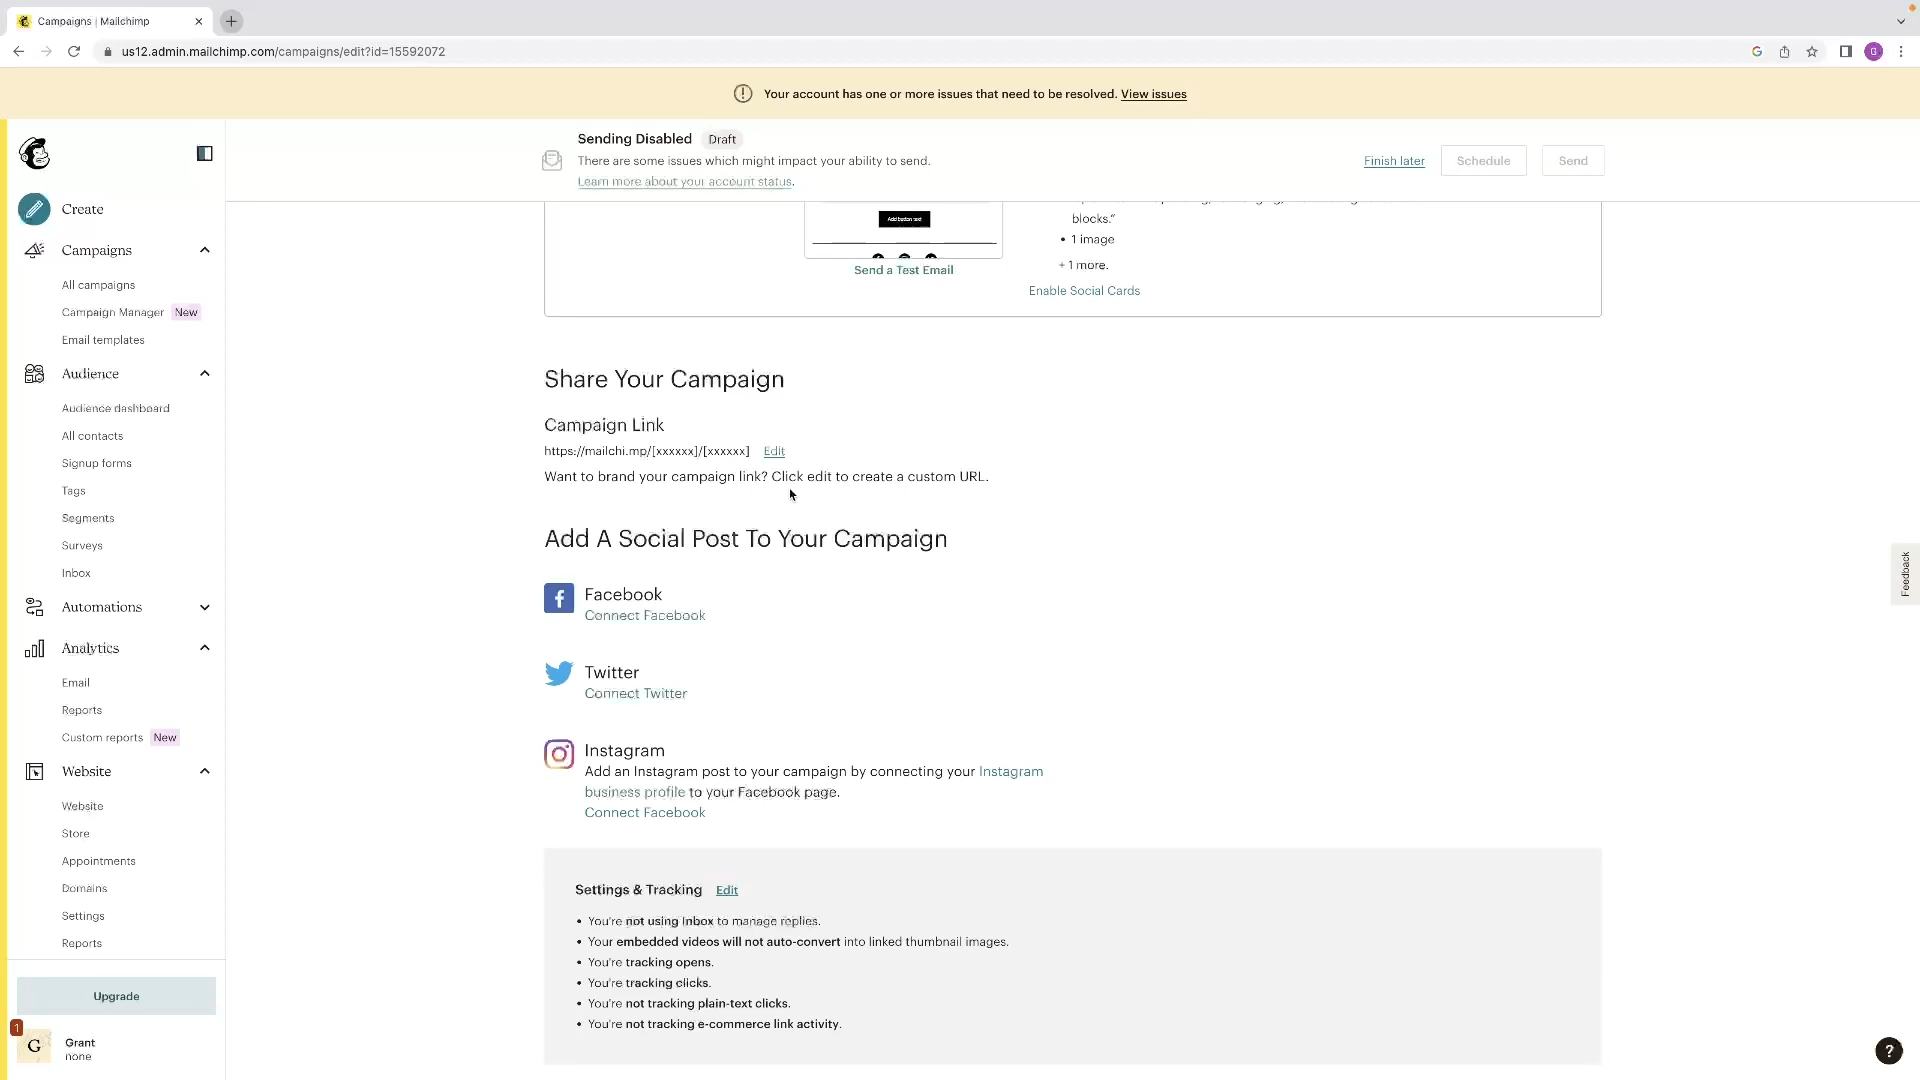 Campaigns | Mailchimp
us12.admin.mailchimp.com/campaigns/edit?id=15592072
G
Your account has one or more issues that need to be resolved. View issues
Sending Disabled Draft
There are some issues which might impact your ability to send.
Learn more about your account status.
Finish later
Schedule
Send
Create
Campaigns
All campaigns
Campaign Manager New
Email templates
Audience
Audience dashboard
All contacts
Signup forms
Tags
Segments
Surveys
Inbox
Automations
Analytics
Email
Reports
Custom reports New
Website
Website
Store
Appointments
Domains
Settings
Reports
Upgrade
1
G
Grant
none
Add button text
Send a Test Email
blocks."
• 1 image
+ 1 more.
Enable Social Cards
Share Your Campaign
Campaign Link
https://mailchi.mp/[xxxxxx]/[xxxxxx] Edit
Want to brand your campaign link? Click edit to create a custom URL.
Add A Social Post To Your Campaign
Facebook
Connect Facebook
Twitter
Connect Twitter
Instagram
Add an Instagram post to your campaign by connecting your Instagram
business profile to your Facebook page.
Connect Facebook
Settings & Tracking Edit
• You're not using Inbox to manage replies.
• Your embedded videos will not auto-convert into linked thumbnail images.
• You're tracking opens.
• You're tracking clicks.
• You're not tracking plain-text clicks.
• You're not tracking e-commerce link activity.
Feedback
?